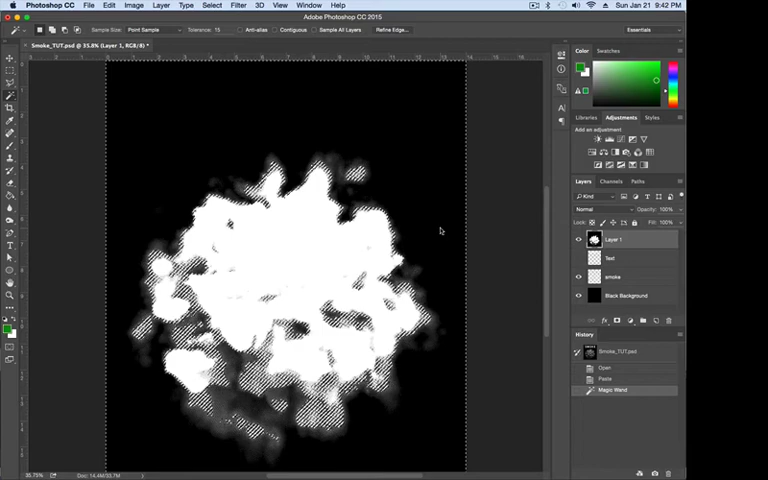 Photoshop CC File Edit Image Layer Type Select Filter 3D View Window Help Sun Jan 21 9:42 PM
Adobe Photoshop CC 2015
Sample Size: Point Sample Tolerance: 15 Anti-alias Contiguous Sample All Layers Refine Edge... Essentials
Smoke_TUT.psd @ 35.8% (Layer 1, RGB/8) *
Color Swatches
Libraries Adjustments Styles
Add an adjustment
Layers Channels Paths
Kind
Normal Opacity: 100%
Lock: Fill: 100%
Layer 1
Text
smoke
Black Background
History
Smoke_TUT.psd
Open
Paste
Magic Wand
35.75% Doc: 14.4M/33.7M